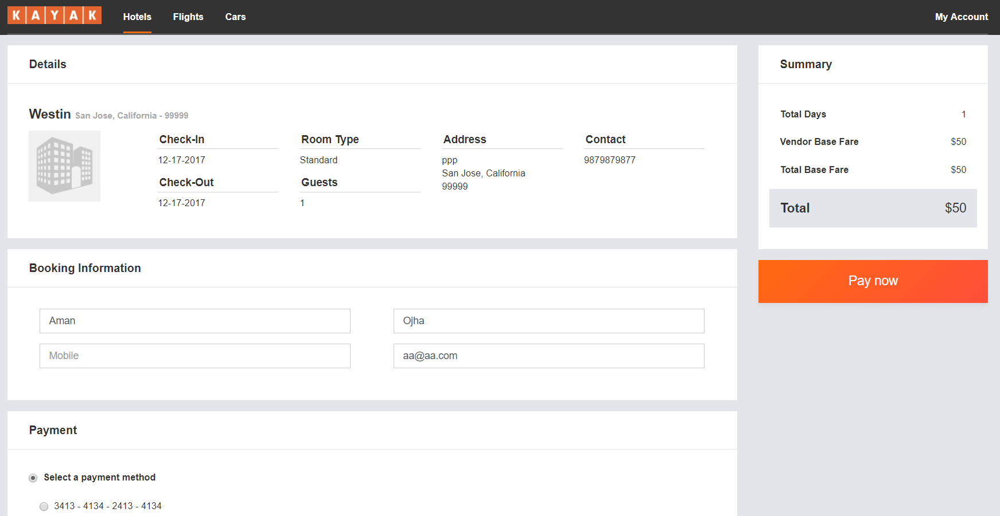 KAYAK Hotels Flights Cars My Account
Details
Westin San Jose, California - 99999
Check-In
12-17-2017
Check-Out
12-17-2017
Room Type
Standard
Guests
1
Address
ppp
San Jose, California
99999
Contact
9879879877
Booking Information
Aman
Ojha
Mobile
aa@aa.com
Payment
Select a payment method
3413 - 4134 - 2413 - 4134
Summary
Total Days 1
Vendor Base Fare $50
Total Base Fare $50
Total $50
Pay now